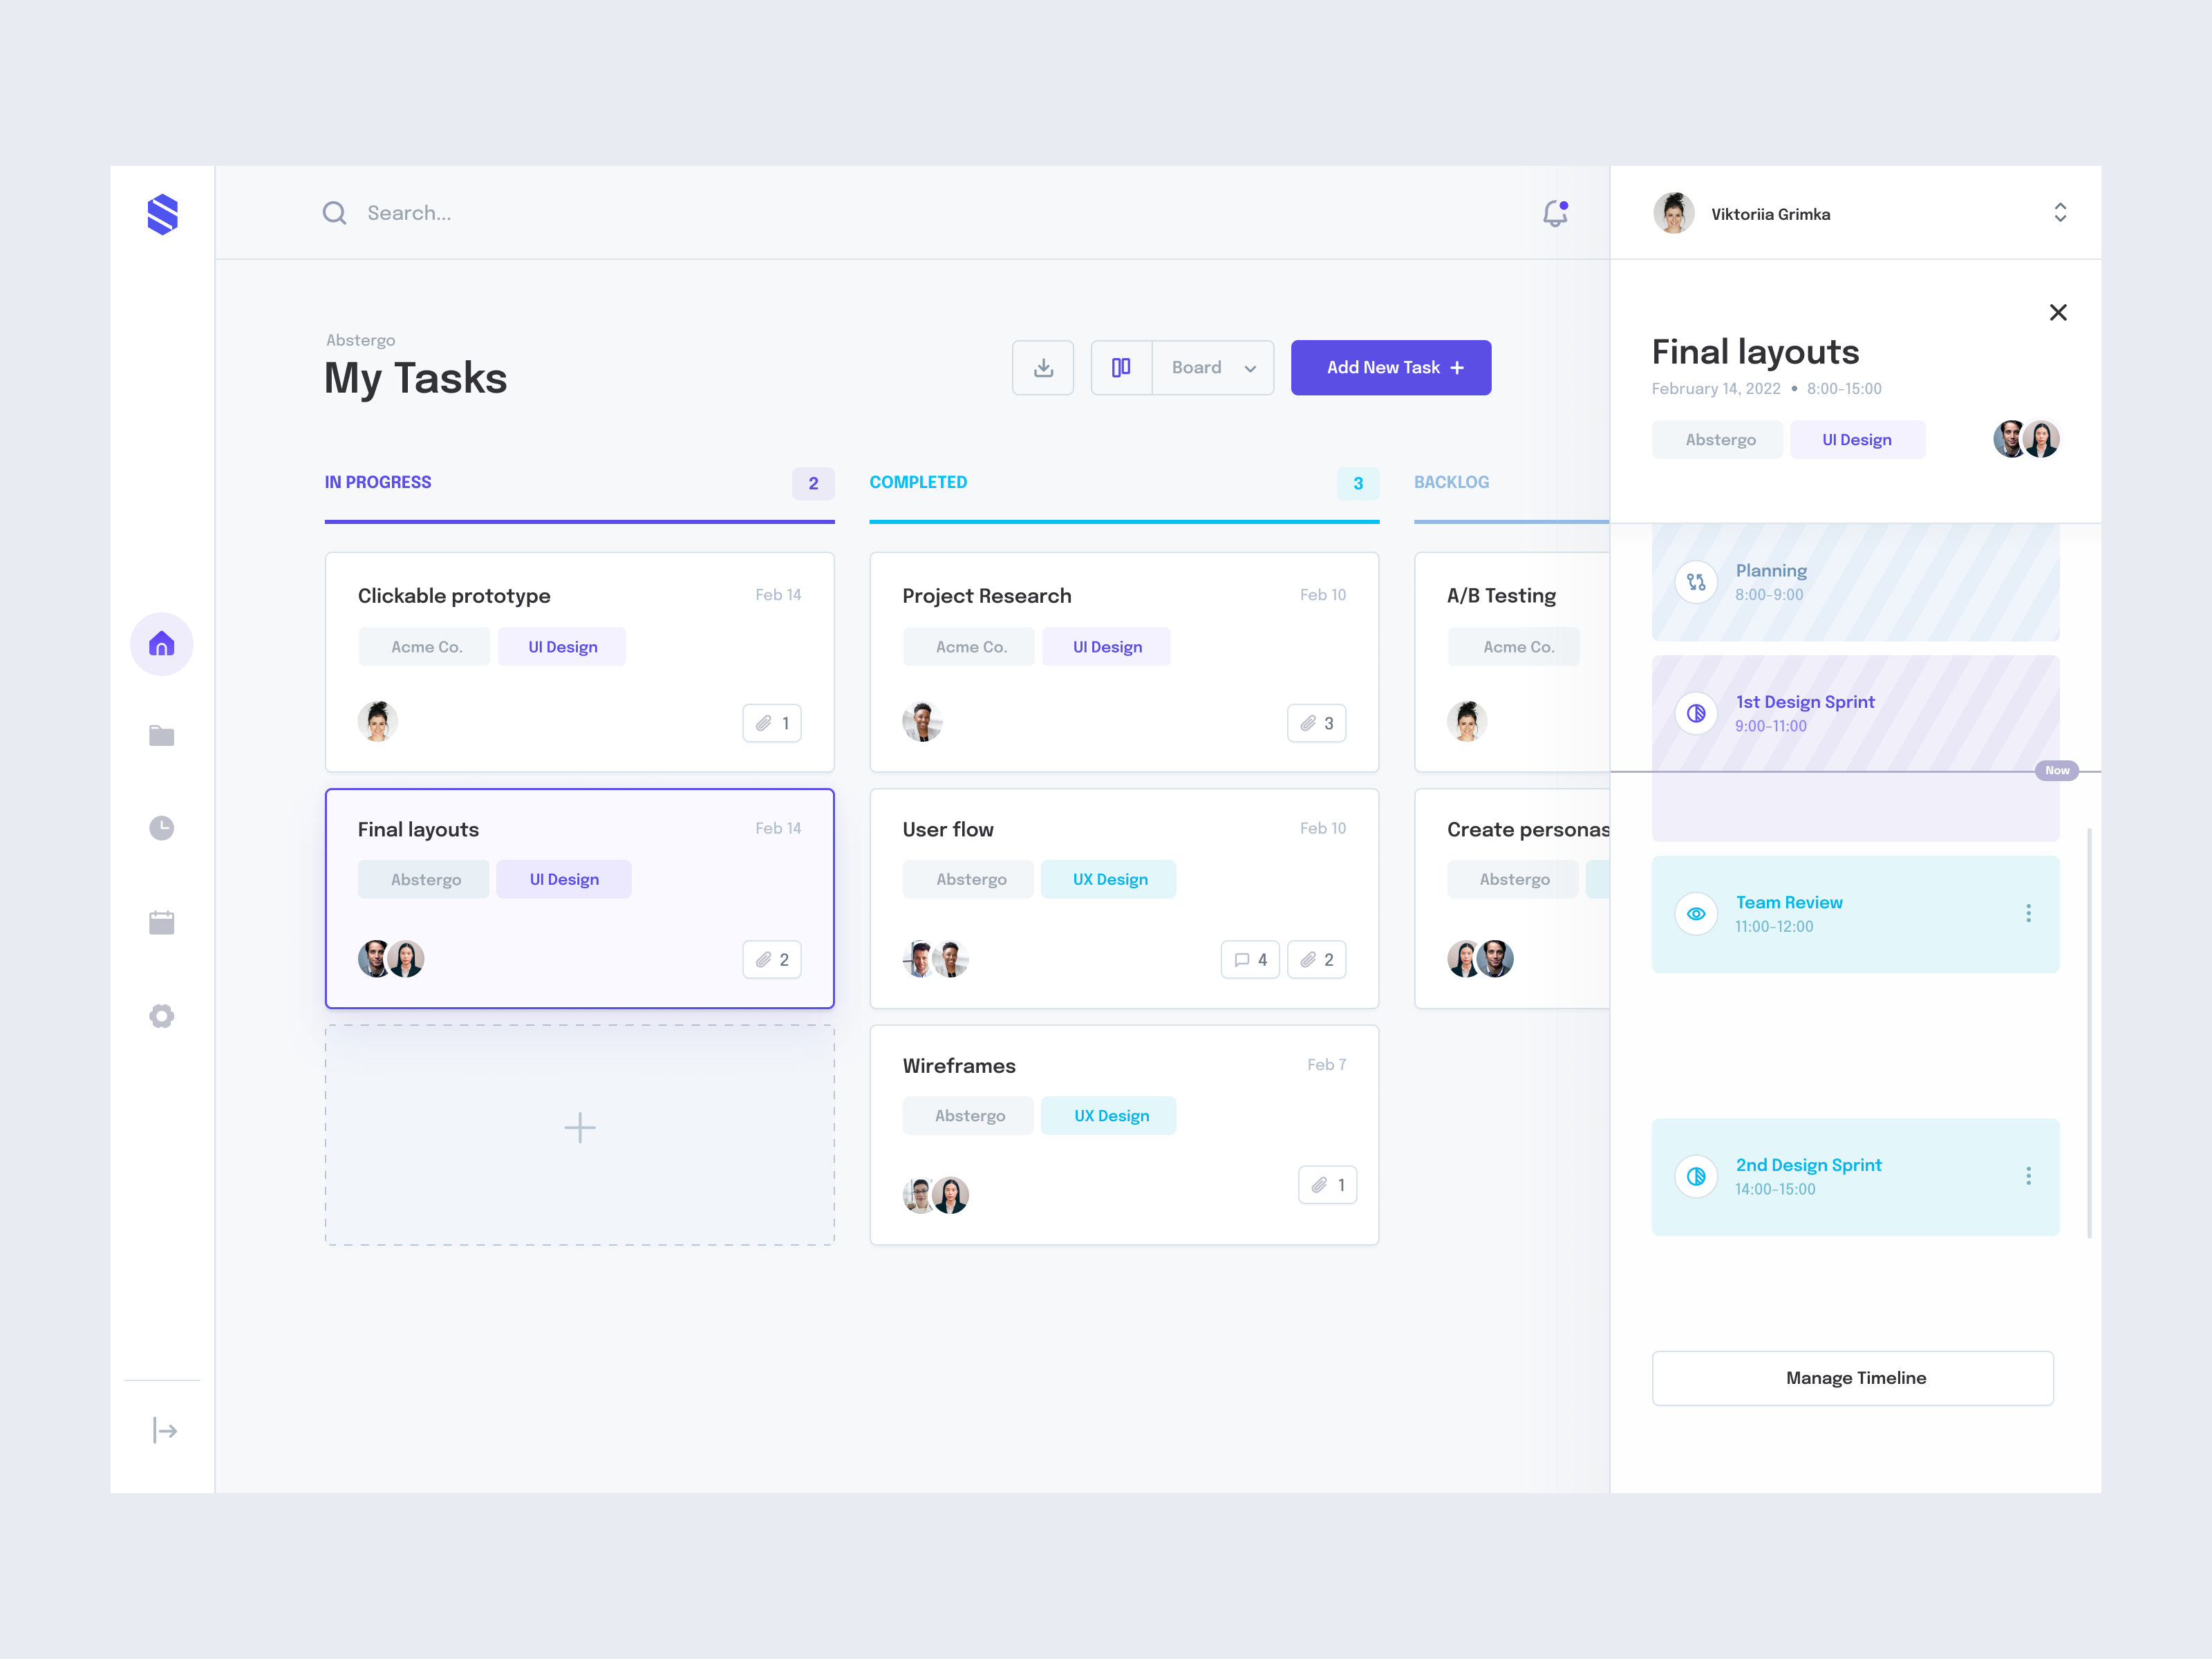 Search...
Viktoriia Grimka
Abstergo
My Tasks
Board
Add New Task
IN PROGRESS
2
COMPLETED
3
BACKLOG
Clickable prototype
Feb 14
Acme Co.
UI Design
1
Final layouts
Feb 14
Abstergo
UI Design
2
Project Research
Feb 10
Acme Co.
UI Design
3
User flow
Feb 10
Abstergo
UX Design
4
2
Wireframes
Feb 7
Abstergo
UX Design
1
A/B Testing
Acme Co.
Create personas
Abstergo
Final layouts
February 14, 2022 • 8:00-15:00
Abstergo
UI Design
Planning
8:00-9:00
1st Design Sprint
9:00-11:00
Now
Team Review
11:00-12:00
2nd Design Sprint
14:00-15:00
Manage Timeline